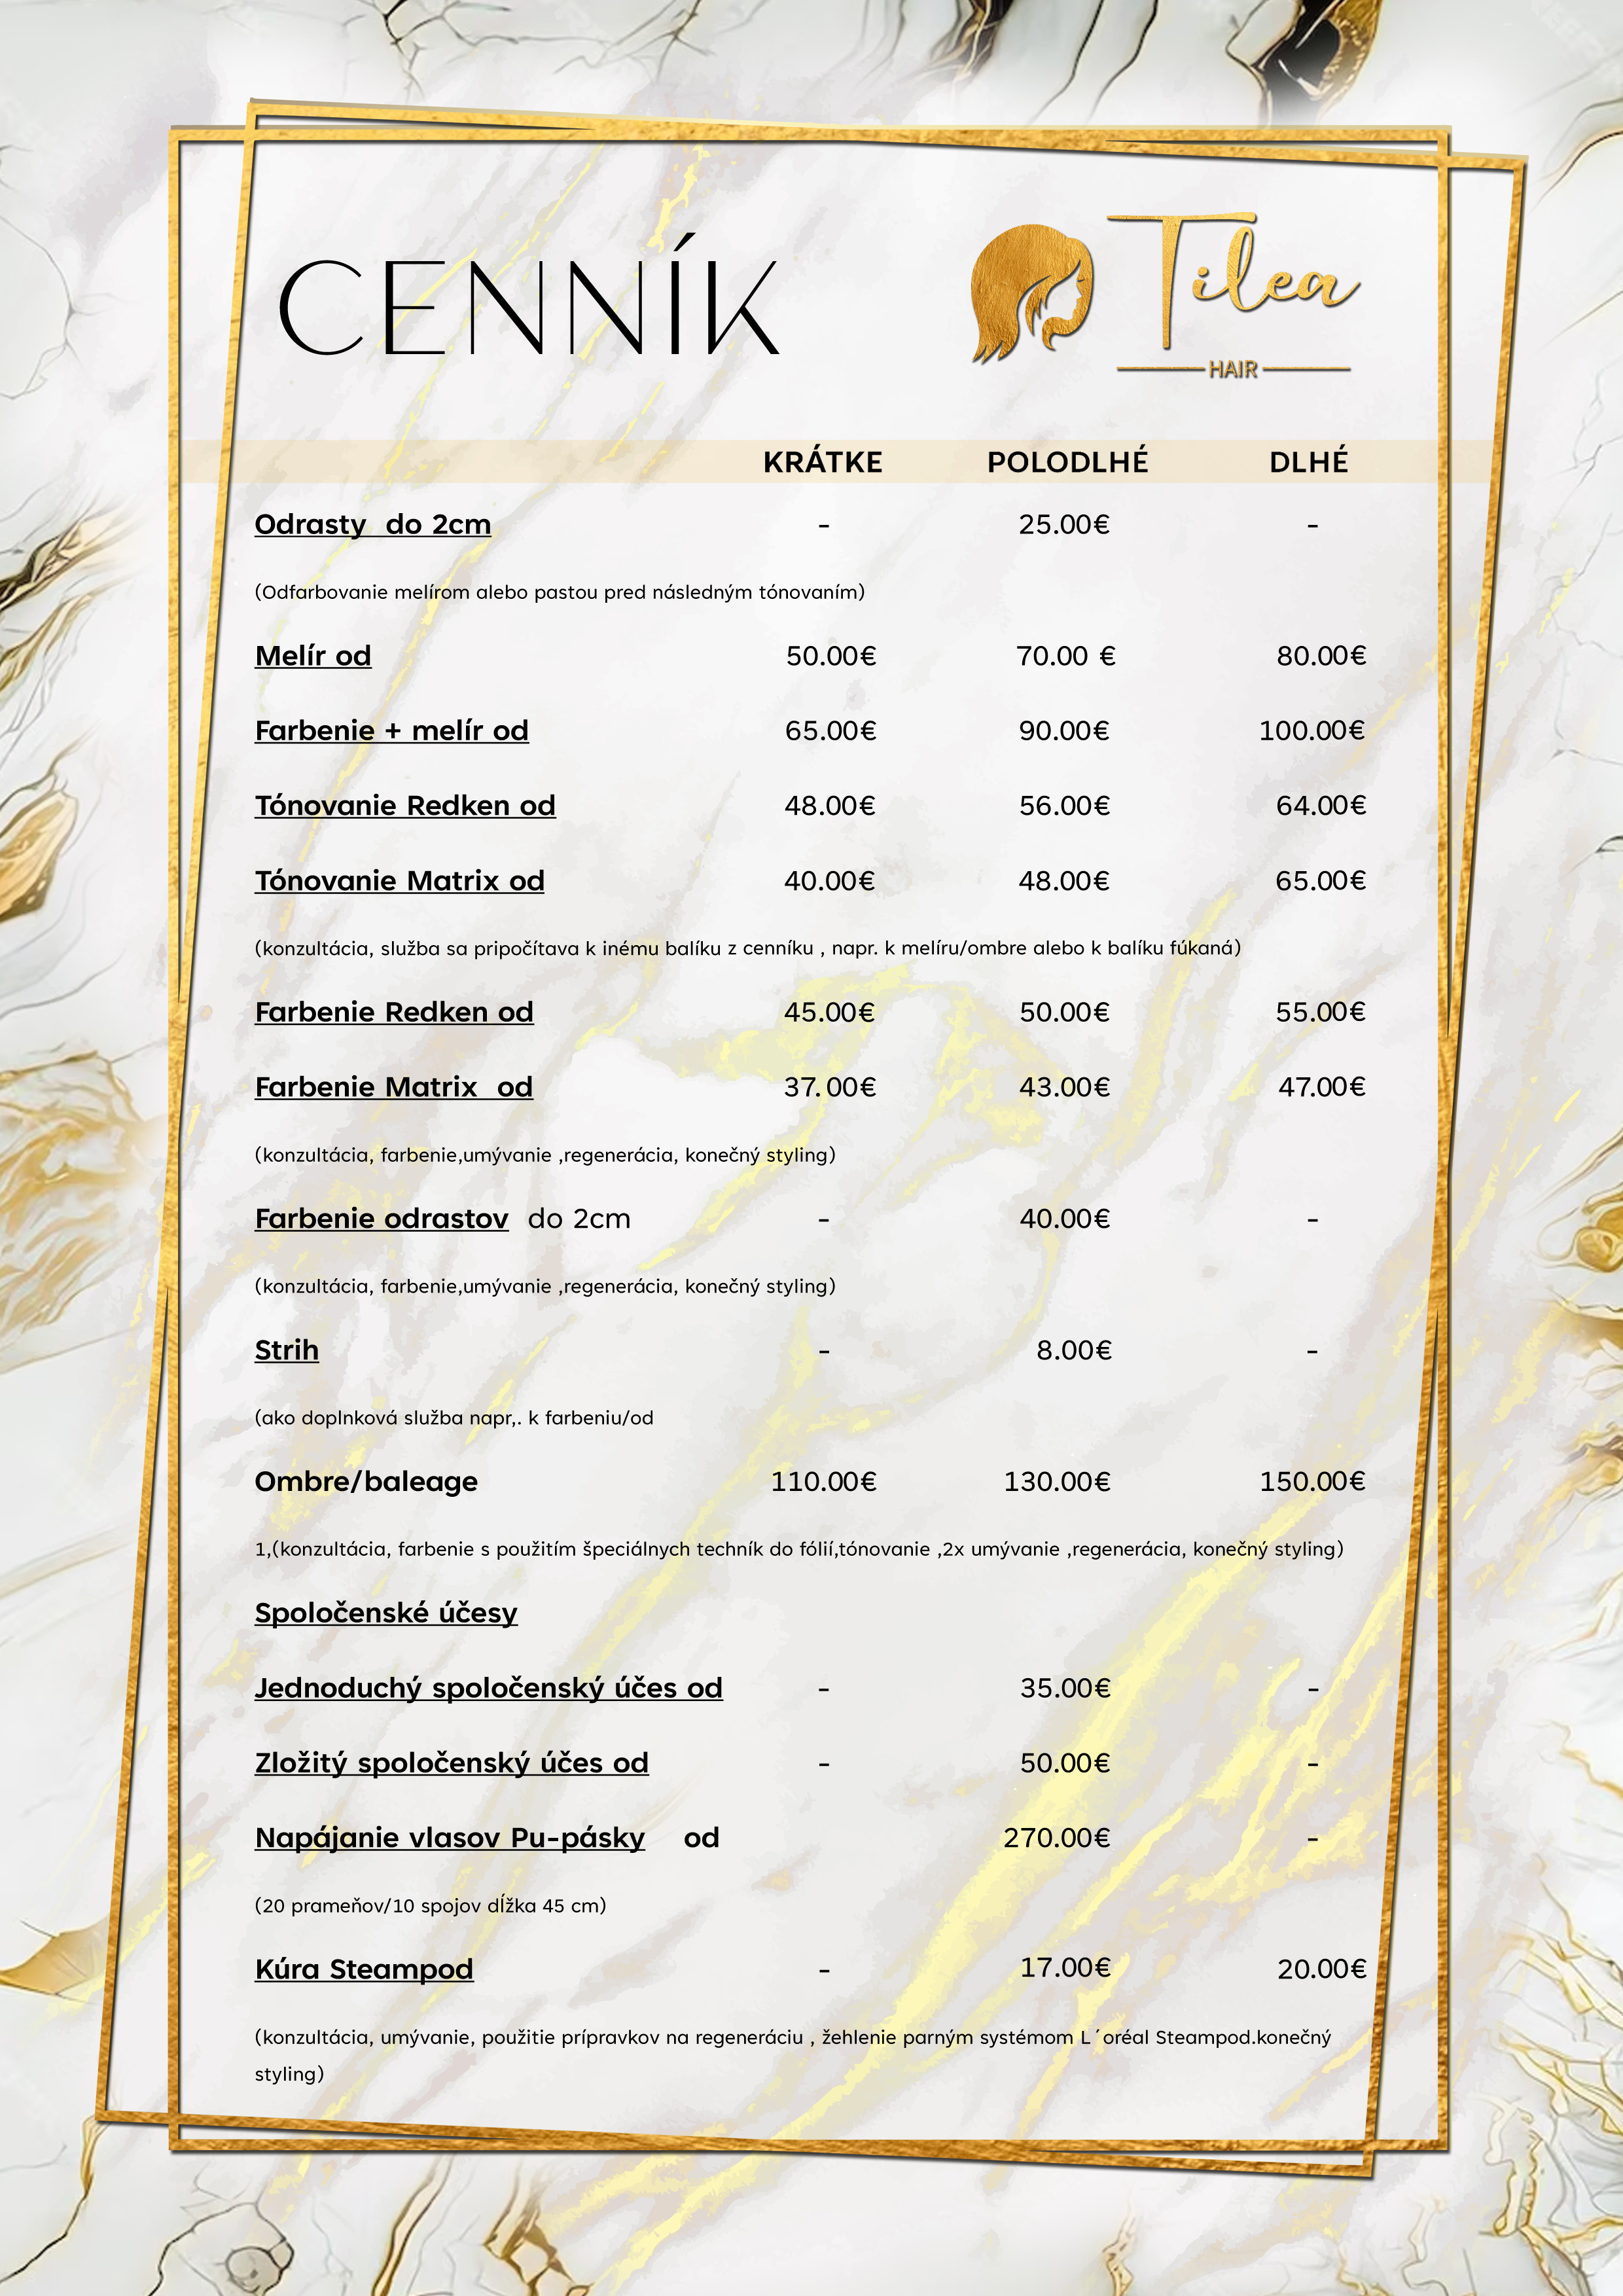 CENNÍK
Tilea
HAIR
KRÁTKE POLODLHÉ DLHÉ
Odrasty do 2cm - 25.00€ -
(Odfarbovanie melírom alebo pastou pred následným tónovaním)
Melír od 50.00€ 70.00 € 80.00€
Farbenie + melír od 65.00€ 90.00€ 100.00€
Tónovanie Redken od 48.00€ 56.00€ 64.00€
Tónovanie Matrix od 40.00€ 48.00€ 65.00€
(konzultácia, služba sa pripočítava k inému balíku z cenníku , napr. k melíru/ombre alebo k balíku fúkaná)
Farbenie Redken od 45.00€ 50.00€ 55.00€
Farbenie Matrix od 37.00€ 43.00€ 47.00€
(konzultácia, farbenie,umývanie ,regenerácia, konečný styling)
Farbenie odrastov do 2cm - 40.00€ -
(konzultácia, farbenie,umývanie ,regenerácia, konečný styling)
Strih - 8.00€ -
(ako doplnková služba napr,. k farbeniu/od
Ombre/baleage 110.00€ 130.00€ 150.00€
1,(konzultácia, farbenie s použitím špeciálnych techník do fólií,tónovanie ,2x umývanie ,regenerácia, konečný styling)
Spoločenské účesy
Jednoduchý spoločenský účes od - 35.00€ -
Zložitý spoločenský účes od - 50.00€ -
Napájanie vlasov Pu-pásky od 270.00€ -
(20 prameňov/10 spojov dĺžka 45 cm)
Kúra Steampod - 17.00€ 20.00€
(konzultácia, umývanie, použitie prípravkov na regeneráciu , žehlenie parným systémom L´oréal Steampod.konečný
styling)